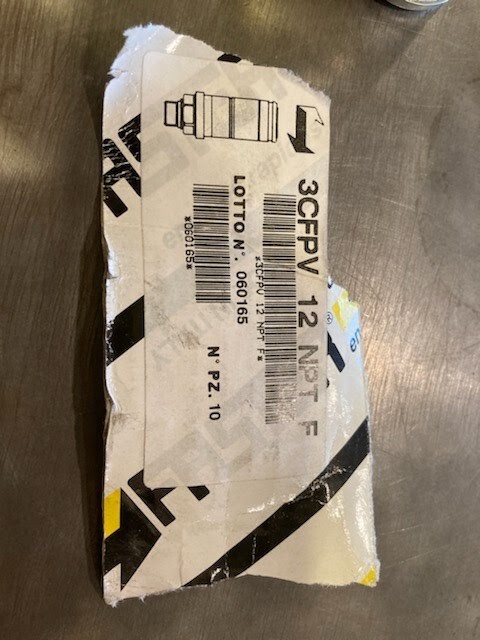 3CFPV 12 NPT F
*3CFPV 12 NPT F*
LOTTO N°. 060165
*060165*
N° PZ. 10